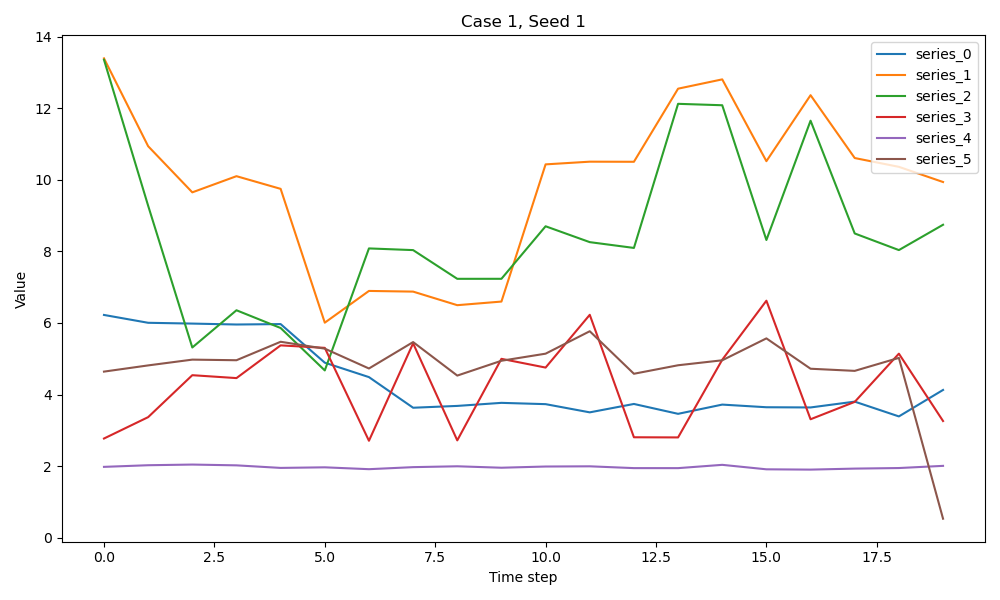 Case 1, Seed 1
series_0
series_1
series_2
series_3
series_4
series_5
Value
14
12
10
8
6
4
2
0
0.0 2.5 5.0 7.5 10.0 12.5 15.0 17.5
Time step